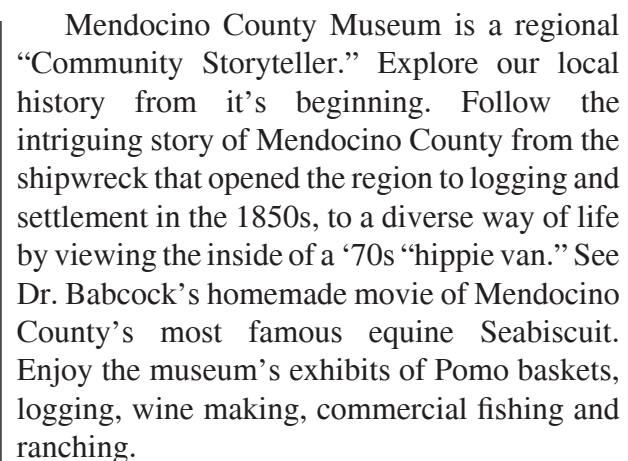 Mendocino County Museum is a regional
“Community Storyteller.” Explore our local
history from it’s beginning. Follow the
intriguing story of Mendocino County from the
shipwreck that opened the region to logging and
settlement in the 1850s, to a diverse way of life
by viewing the inside of a ‘70s “hippie van.” See
Dr. Babcock’s homemade movie of Mendocino
County’s most famous equine Seabiscuit.
Enjoy the museum’s exhibits of Pomo baskets,
logging, wine making, commercial fishing and
ranching.